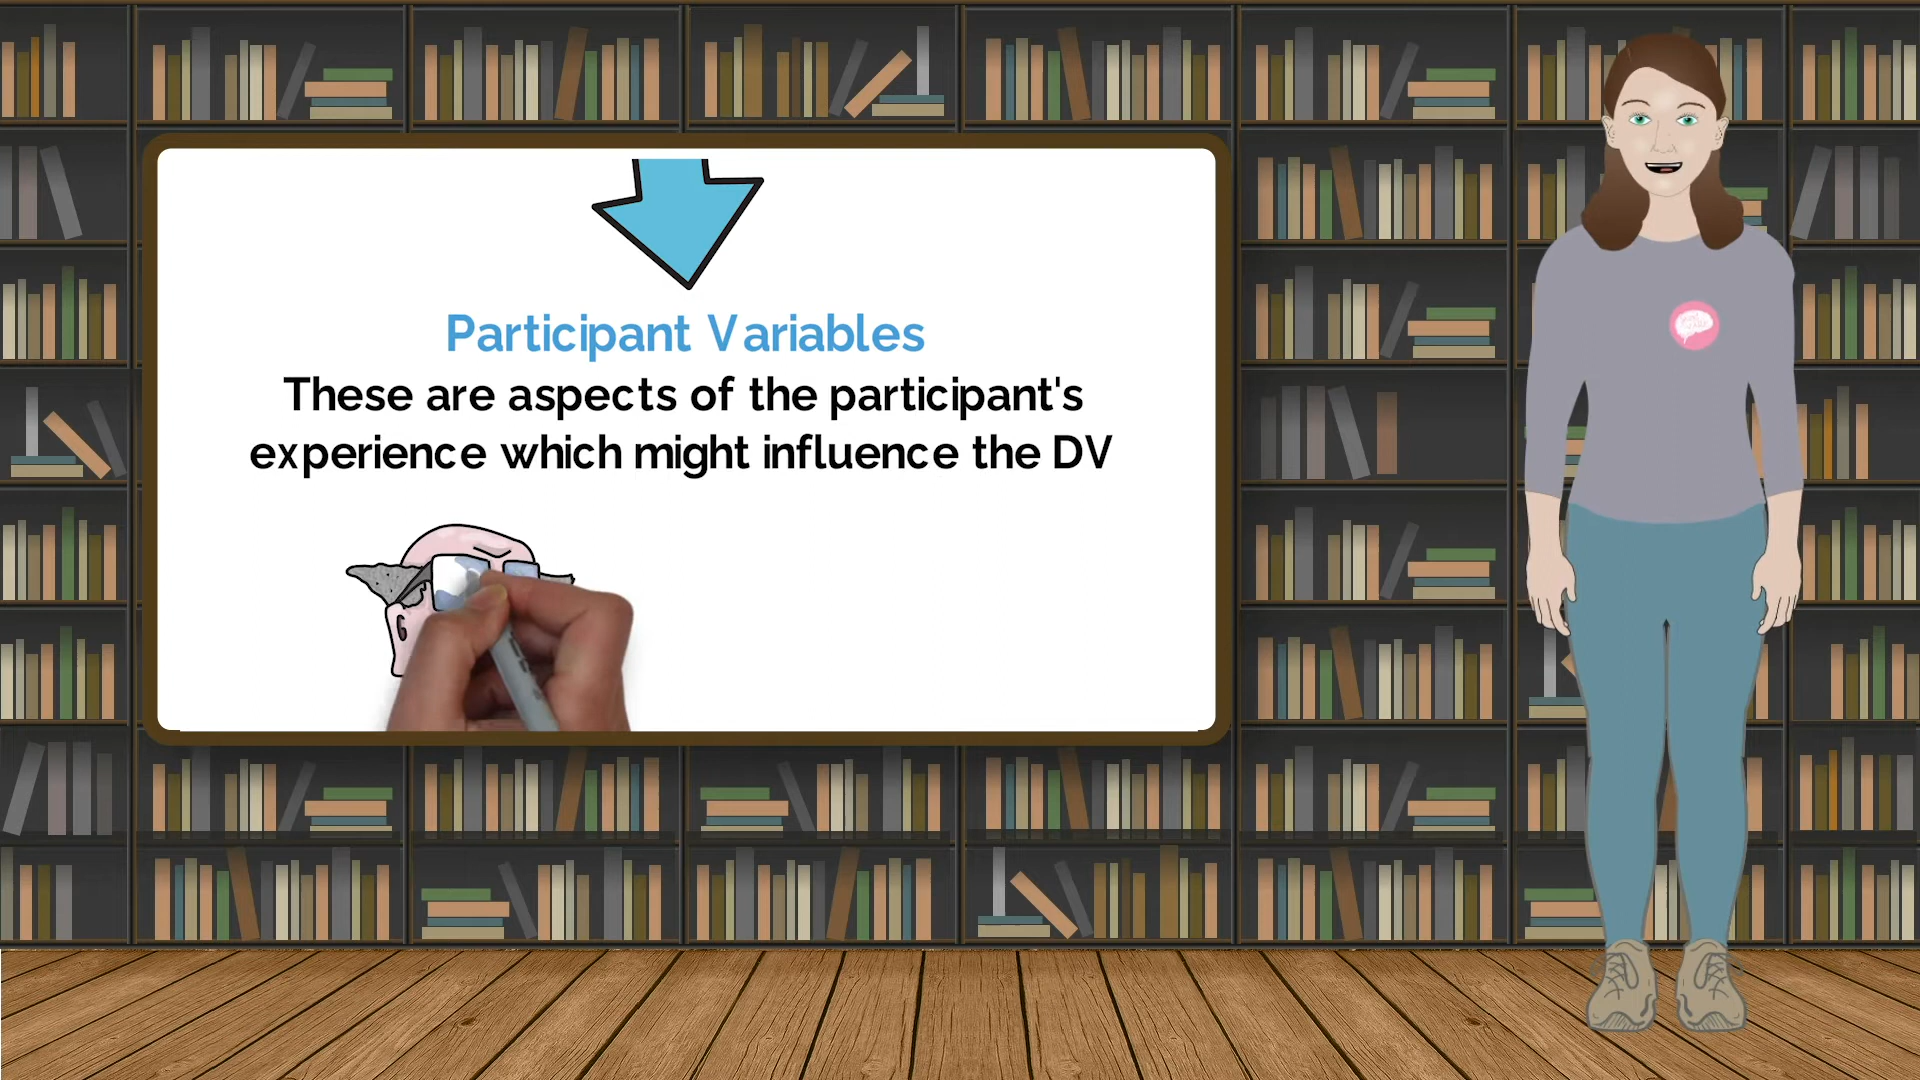 Participant Variables
These are aspects of the participant's
experience which might influence the DV